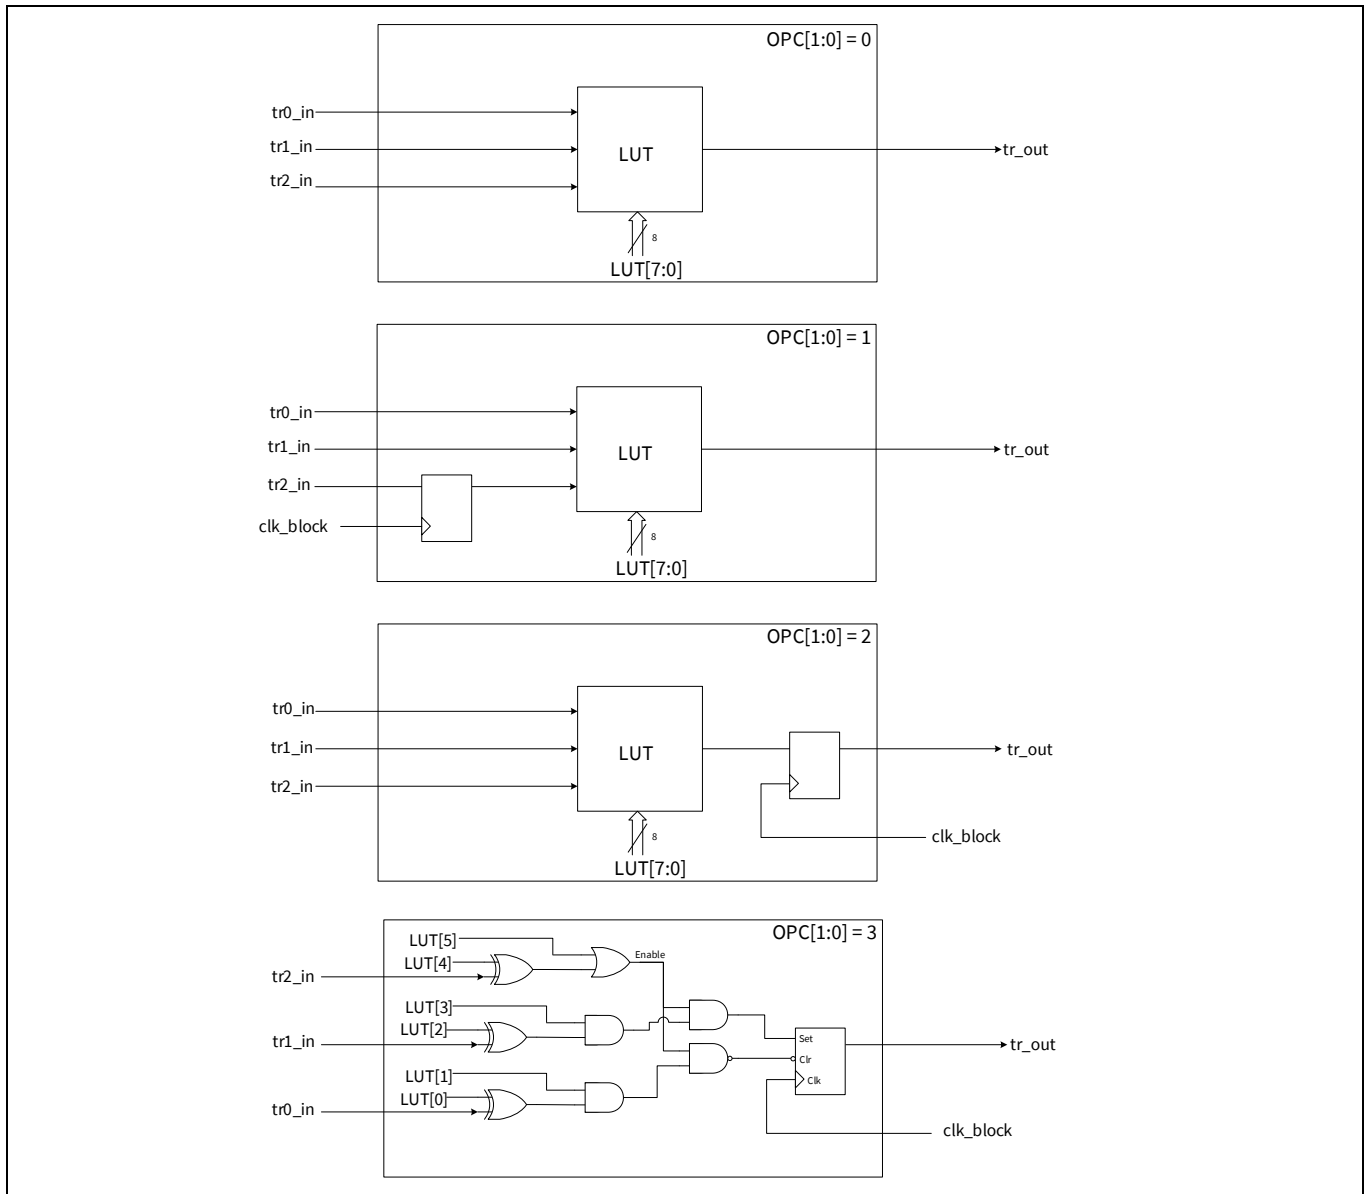 OPC[1:0] = 0
tr0_in
tr1_in
tr2_in
LUT
tr_out
8
LUT[7:0]
OPC[1:0] = 1
tr0_in
tr1_in
tr2_in
clk_block
LUT
tr_out
8
LUT[7:0]
OPC[1:0] = 2
tr0_in
tr1_in
tr2_in
LUT
tr_out
clk_block
8
LUT[7:0]
OPC[1:0] = 3
LUT[5]
LUT[4]
Enable
tr2_in
LUT[3]
LUT[2]
tr1_in
Set
Clr
Clk
tr_out
LUT[1]
LUT[0]
tr0_in
clk_block